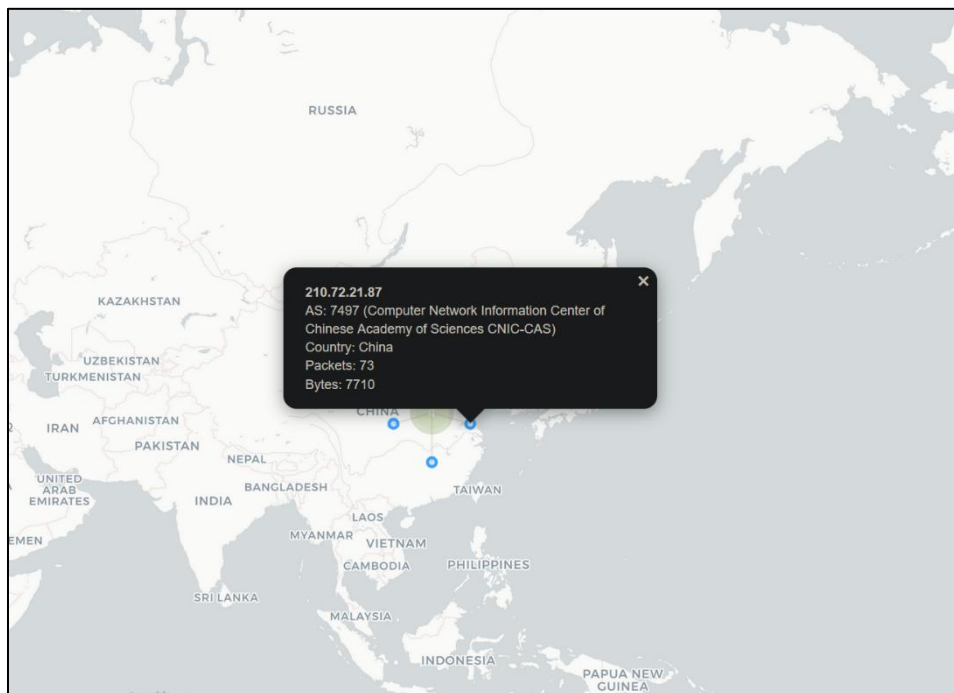 RUSSIA
210.72.21.87
×
AS: 7497 (Computer Network Information Center of
Chinese Academy of Sciences CNIC-CAS)
Country: China
Packets: 73
Bytes: 7710
KAZAKHSTAN
UZBEKISTAN
TURKMENISTAN
CHINA
AFGHANISTAN
IRAN
PAKISTAN
NEPAL
UNITED
ARAB
EMIRATES
BANGLADESH
INDIA
TAIWAN
LAOS
MYANMAR
VIETNAM
EMEN
CAMBODIA
PHILIPPINES
SRI LANKA
MALAYSIA
INDONESIA
PAPUA NEW
GUINEA